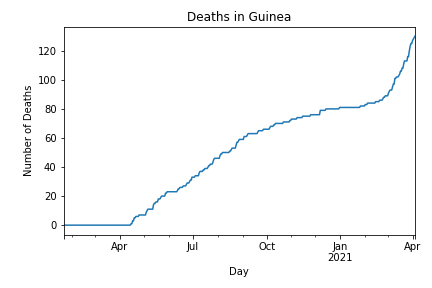 Deaths in Guinea
120
100
80
60
40
20
0
Number of Deaths
Apr
Jul
Oct
Jan
2021
Apr
Day